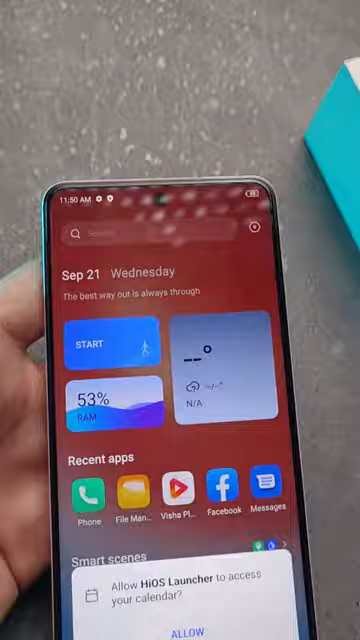 11:50 AM
Search
Sep 21 Wednesday
The best way out is always through
START
53%
RAM
--°
--/--°
N/A
Recent apps
Phone
File Man...
Visha Pl...
Facebook
Messages
Smart scenes
Allow HiOS Launcher to access
your calendar?
ALLOW